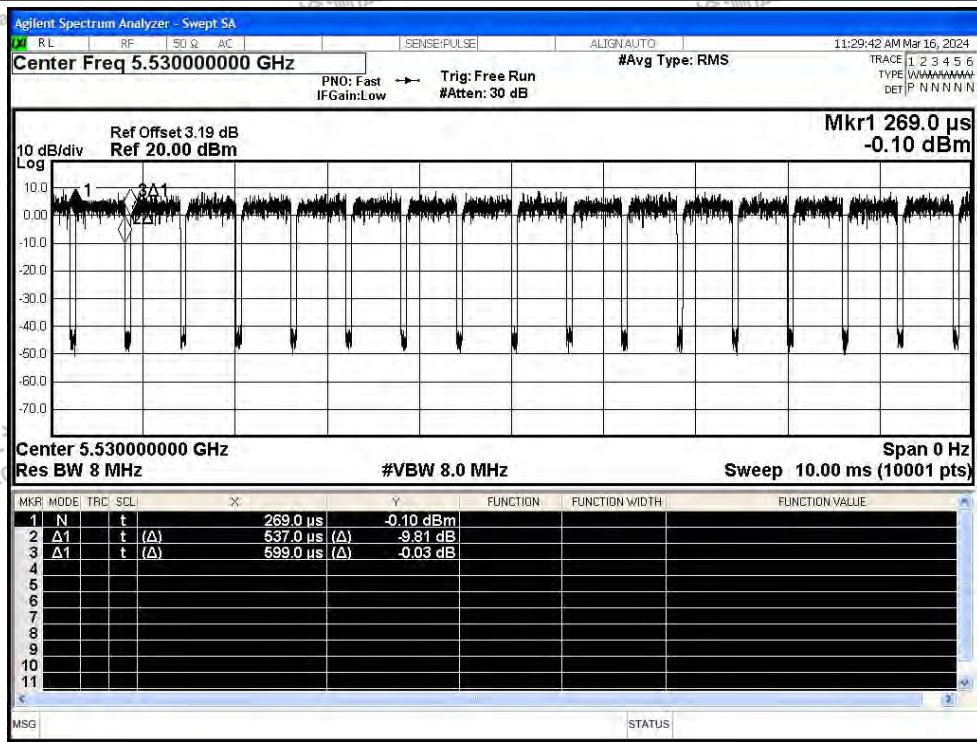 Agilent Spectrum Analyzer - Swept SA
RL RF 50 Ω AC SENSE:PULSE ALIGNAUTO 11:29:42 AM Mar 16, 2024
Center Freq 5.530000000 GHz #Avg Type: RMS TRACE 1 2 3 4 5 6
PNO: Fast Trig: Free Run TYPE
IFGain:Low #Atten: 30 dB DET P N N N N N
Ref Offset 3.19 dB Mkr1 269.0 µs
10 dB/div Ref 20.00 dBm -0.10 dBm
Log
10.0
1 3Δ1
0.00
-10.0
-20.0
-30.0
-40.0
-50.0
-60.0
-70.0
Center 5.530000000 GHz Span 0 Hz
Res BW 8 MHz #VBW 8.0 MHz Sweep 10.00 ms (10001 pts)
MKR MODE TRC SCL X Y FUNCTION FUNCTION WIDTH FUNCTION VALUE
1 N t 269.0 µs -0.10 dBm
2 Δ1 t (Δ) 537.0 µs (Δ) -9.81 dB
3 Δ1 t (Δ) 599.0 µs (Δ) -0.03 dB
4
5
6
7
8
9
10
11
MSG STATUS